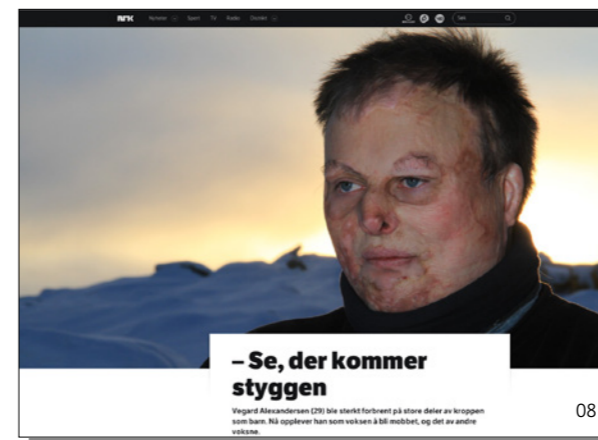 NRK Nyheter Sport TV Radio Distrikt Søk
– Se, der kommer
styggen
Vegard Alexandersen (29) ble sterkt forbrent på store deler av kroppen
som barn. Nå opplever han som voksen å bli mobbet, og det av andre
voksne.
08